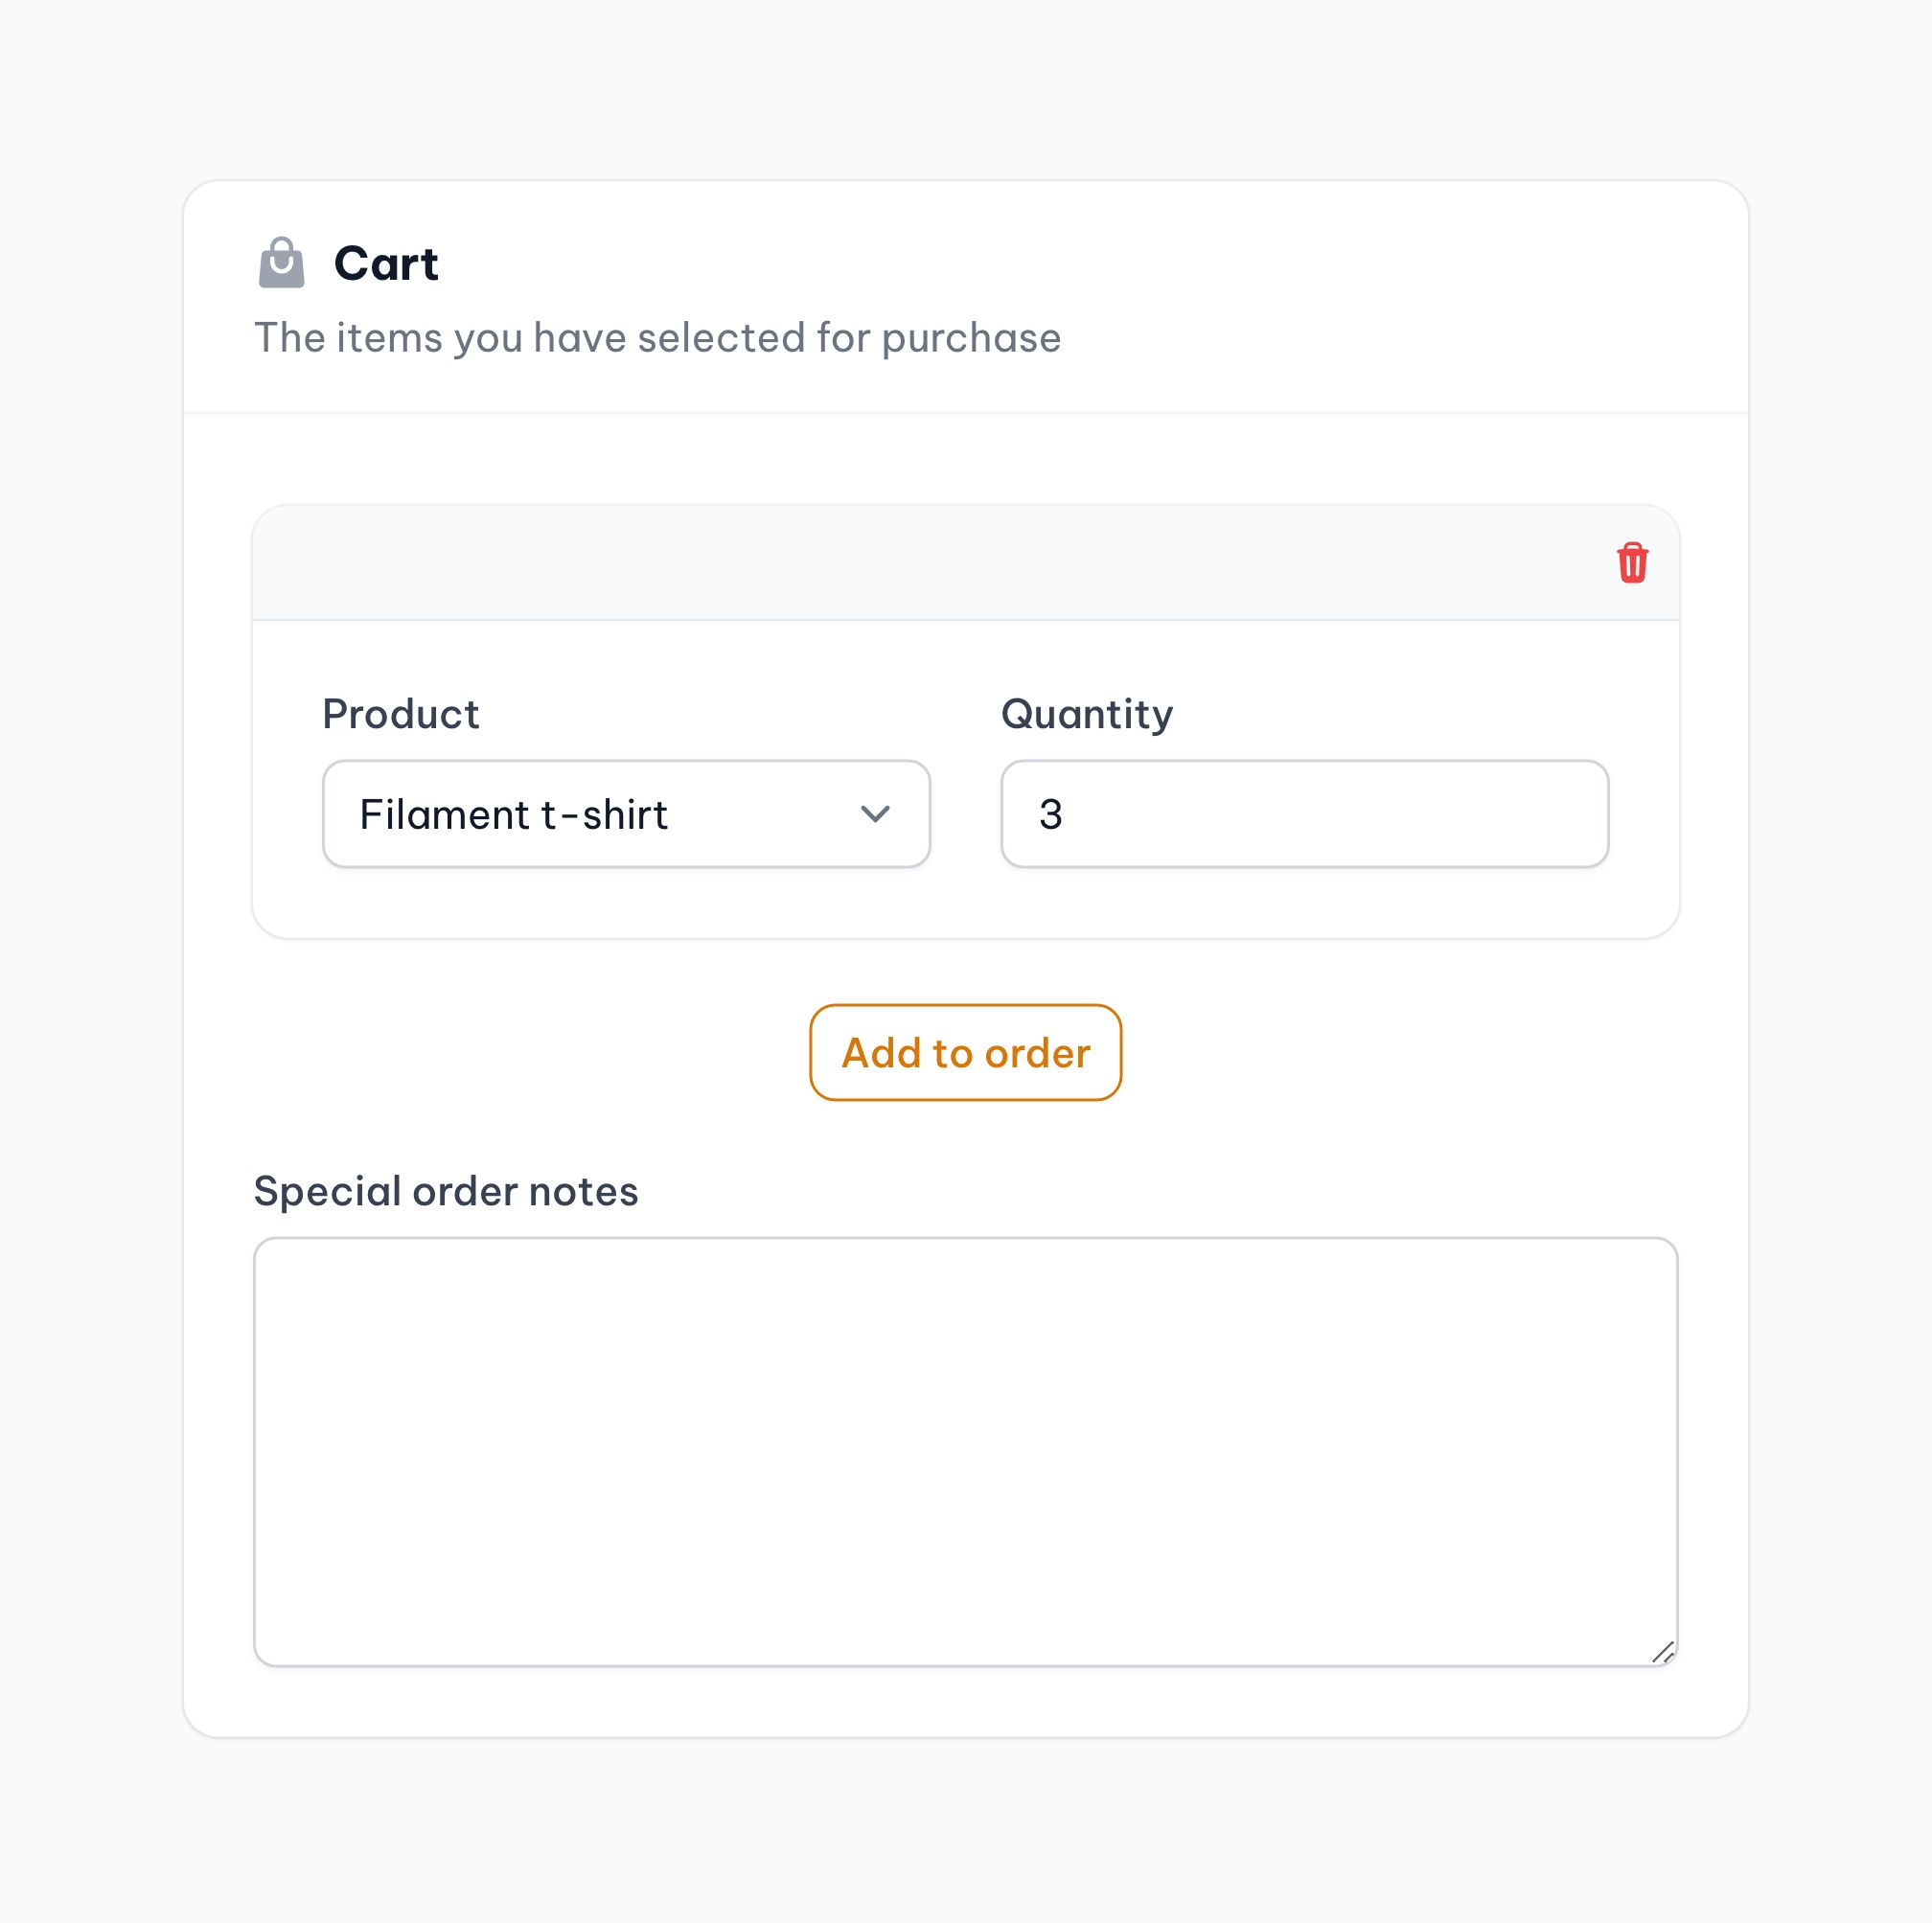 Cart
The items you have selected for purchase
Product
Quantity
Filament t-shirt
3
Add to order
Special order notes